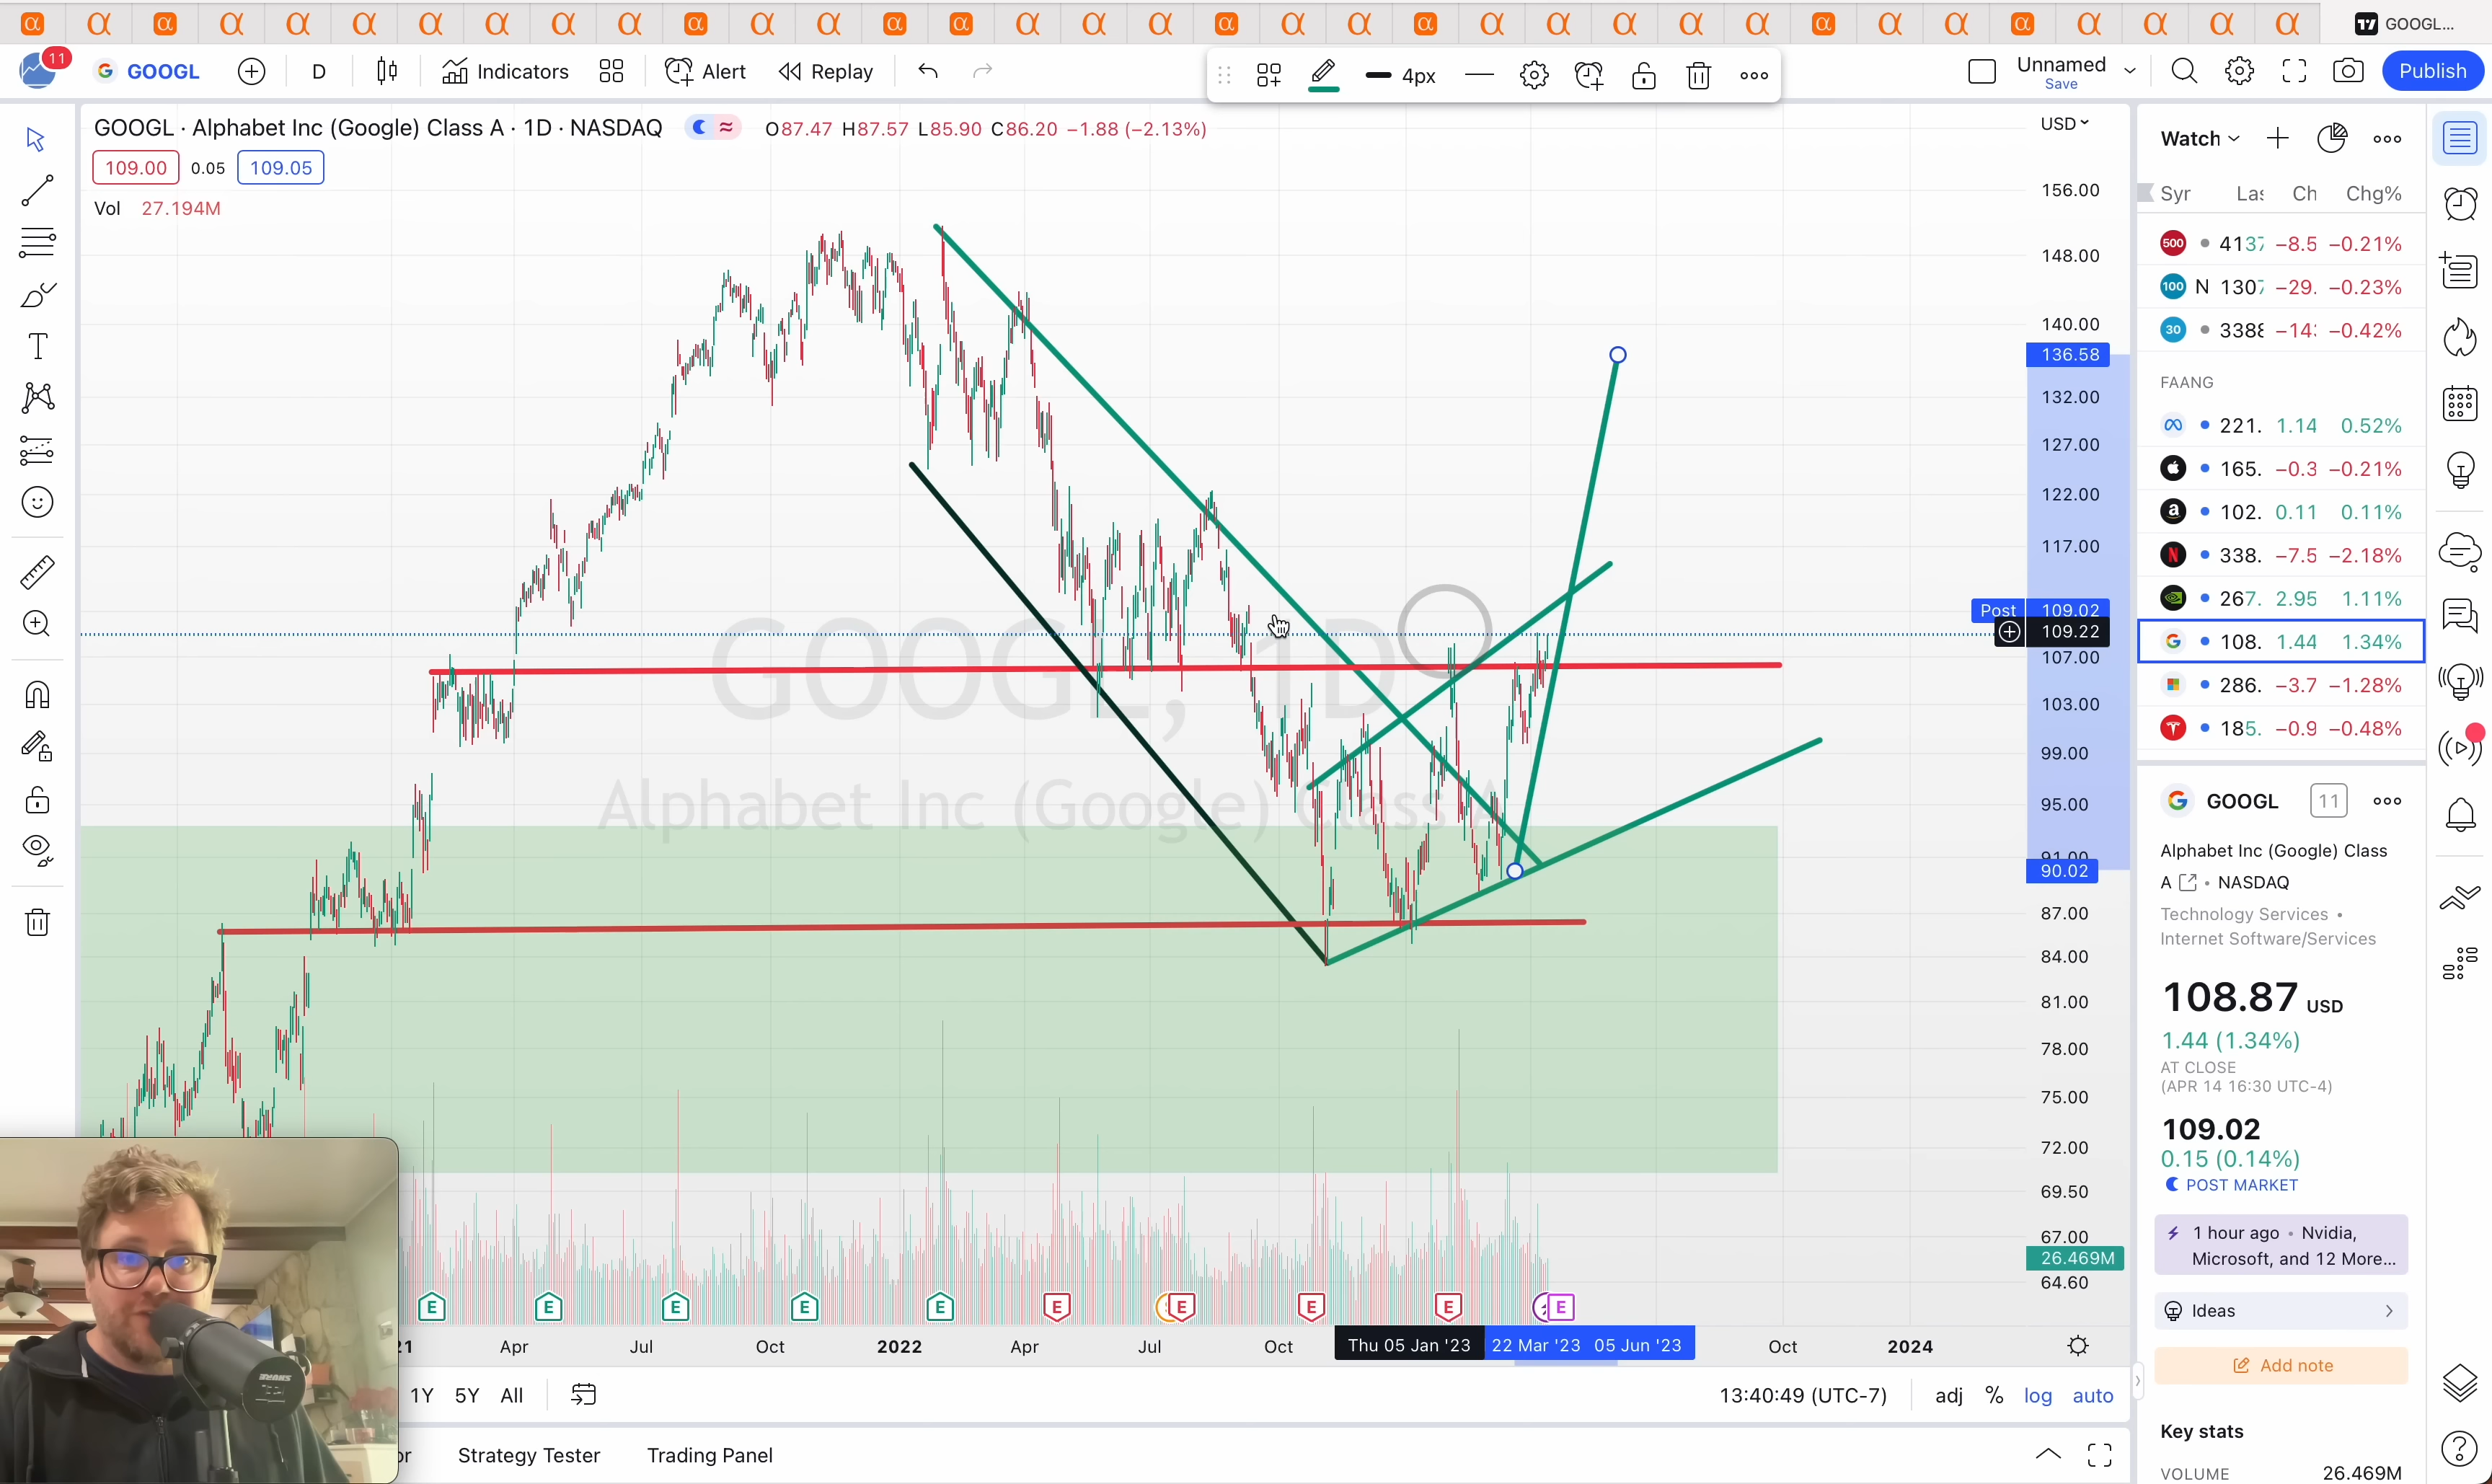 GOOGL...
11
GOOGL
D
Indicators
Alert
Replay
4px
Unnamed
Save
Publish
GOOGL · Alphabet Inc (Google) Class A · 1D · NASDAQ
O87.47 H87.57 L85.90 C86.20 −1.88 (−2.13%)
109.00 0.05 109.05
Vol 27.194M
GOOGL, 1D
Alphabet Inc (Google) Class A
USD
156.00
148.00
140.00
136.58
132.00
127.00
122.00
117.00
Post 109.02
109.22
107.00
103.00
99.00
95.00
91.00
90.02
87.00
84.00
81.00
78.00
75.00
72.00
69.50
67.00
26.469M
64.60
E E E E E E E E E E
21 Apr Jul Oct 2022 Apr Jul Oct Thu 05 Jan '23 22 Mar '23 05 Jun '23 Oct 2024
1Y 5Y All
13:40:49 (UTC-7) adj % log auto
Strategy Tester Trading Panel
Watch
Chg%
500 4137 −8.5 −0.21%
100 N 1307 −29. −0.23%
30 338 −14 −0.42%
FAANG
221. 1.14 0.52%
165. −0.3 −0.21%
102. 0.11 0.11%
338. −7.5 −2.18%
267. 2.95 1.11%
108. 1.44 1.34%
286. −3.7 −1.28%
185. −0.9 −0.48%
GOOGL 11
Alphabet Inc (Google) Class
A • NASDAQ
Technology Services •
Internet Software/Services
108.87 USD
1.44 (1.34%)
AT CLOSE
(APR 14 16:30 UTC-4)
109.02
0.15 (0.14%)
POST MARKET
1 hour ago • Nvidia,
Microsoft, and 12 More...
Ideas
Add note
Key stats
VOLUME 26.469M